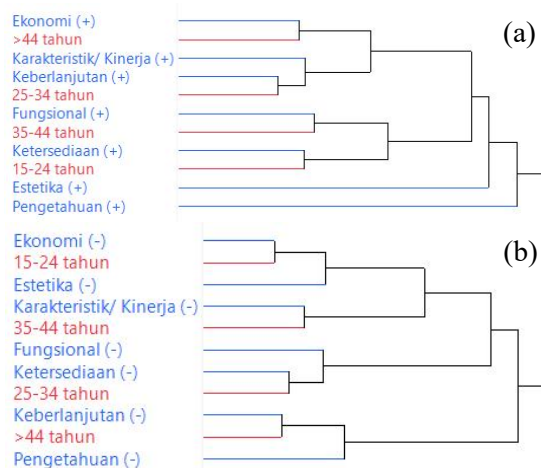 Ekonomi (+)
(a)
>44 tahun
Karakteristik/ Kinerja (+)
Keberlanjutan (+)
25-34 tahun
Fungsional (+)
35-44 tahun
Ketersediaan (+)
15-24 tahun
Estetika (+)
Pengetahuan (+)
Ekonomi (-)
(b)
15-24 tahun
Estetika (-)
Karakteristik/ Kinerja (-)
35-44 tahun
Fungsional (-)
Ketersediaan (-)
25-34 tahun
Keberlanjutan (-)
>44 tahun
Pengetahuan (-)